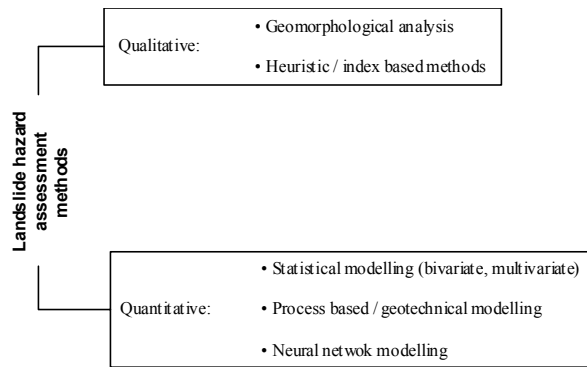 Landslide hazard
assessment
methods
Qualitative:
• Geomorphological analysis
• Heuristic / index based methods
Quantitative:
• Statistical modelling (bivariate, multivariate)
• Process based / geotechnical modelling
• Neural netwok modelling